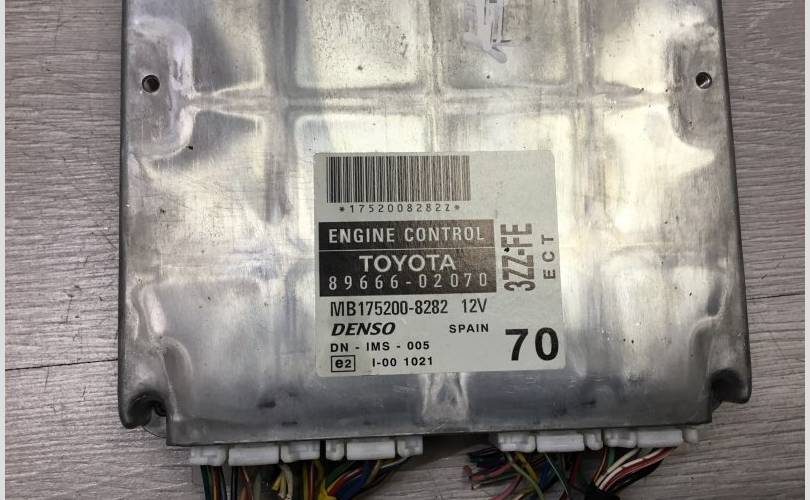 *1752008282Z*
ENGINE CONTROL
TOYOTA
89666-02070
3ZZ-FE
ECT
MB175200-8282 12V
DENSO SPAIN
DN-IMS-005
e2 I-00 1021
70